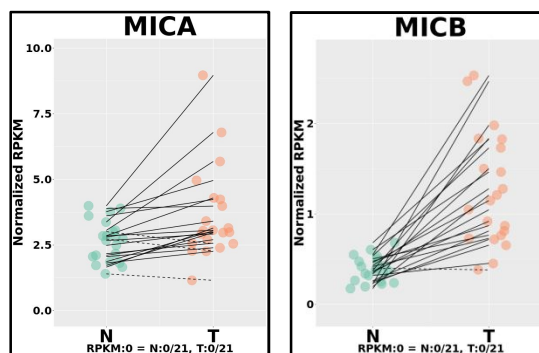 MICA
10.0
7.5
5.0
2.5
0.0
Normalized RPKM
N T
RPKM:0 = N:0/21, T:0/21
MICB
2
1
0
Normalized RPKM
N T
RPKM:0 = N:0/21, T:0/21